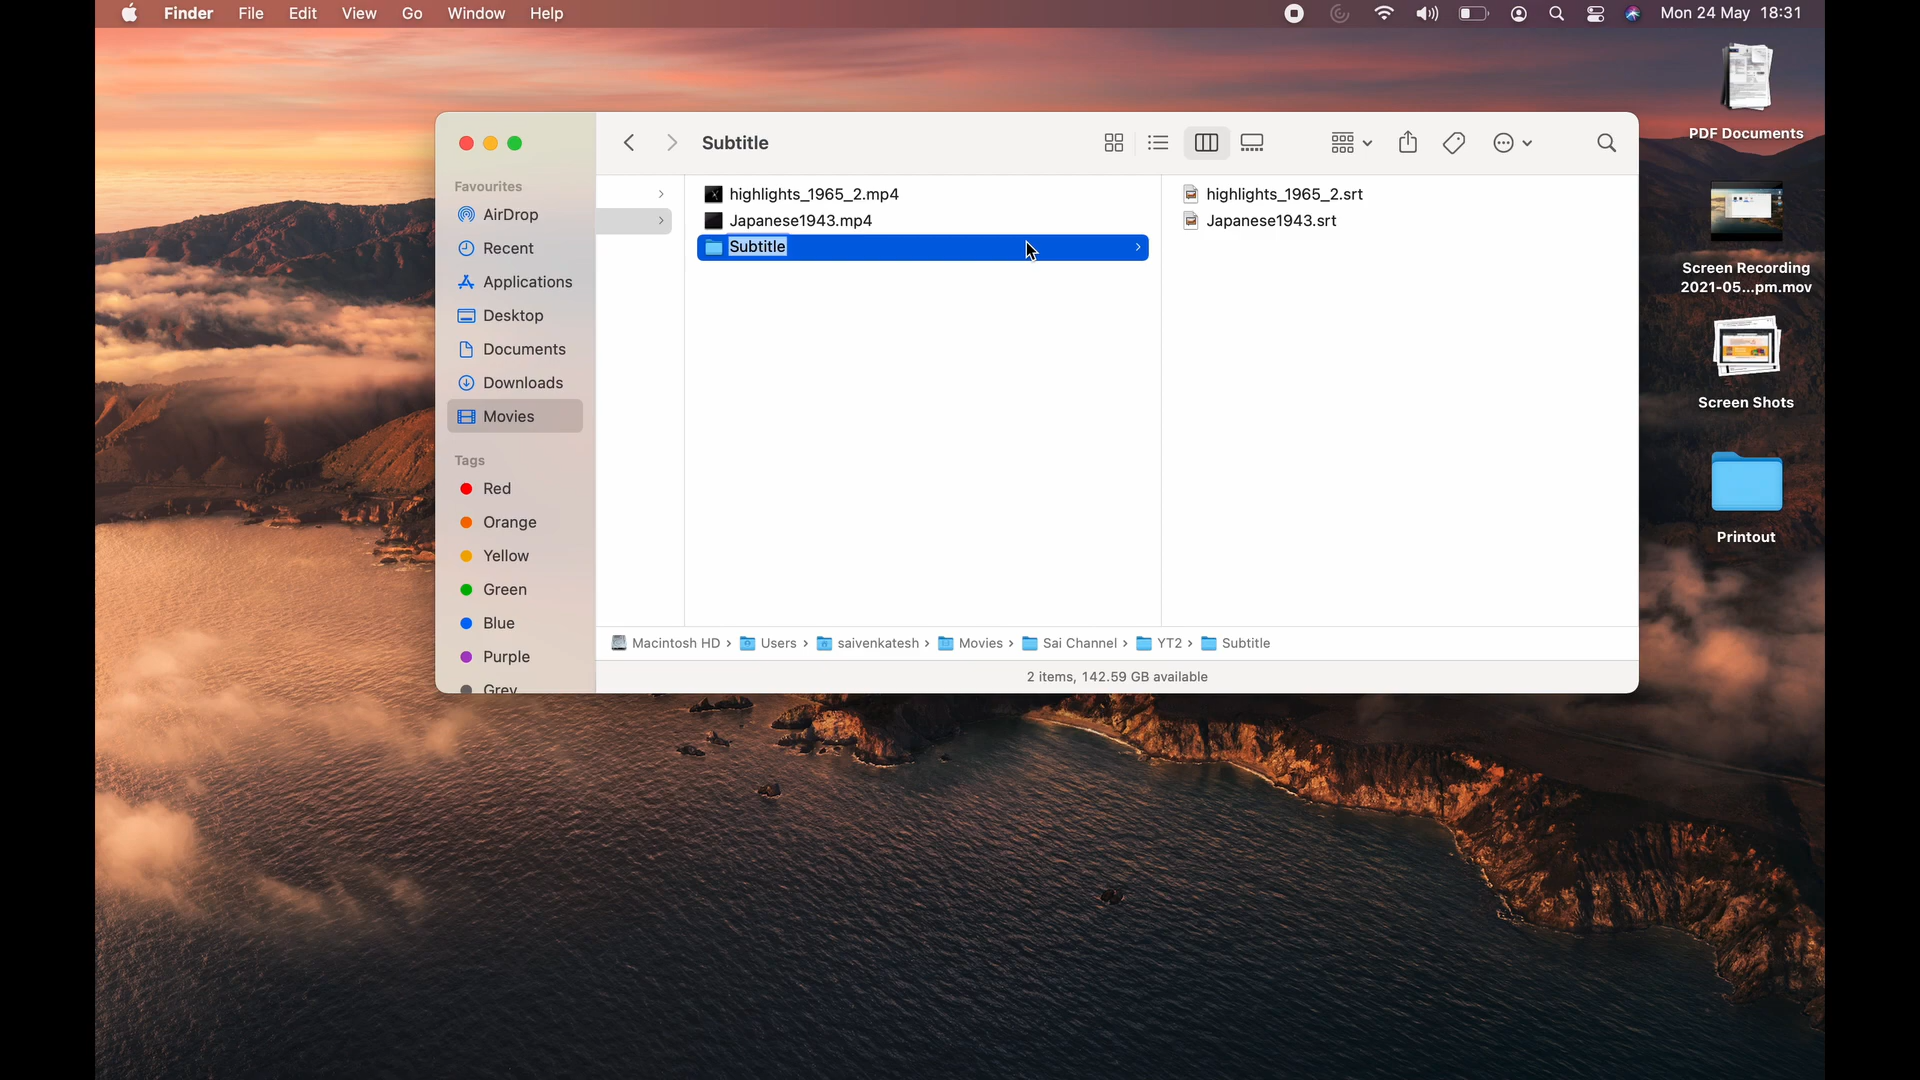 Finder File Edit View Go Window Help
Mon 24 May 18:31
Subtitle
Favourites
AirDrop
Recent
Applications
Desktop
Documents
Downloads
Movies
Tags
Red
Orange
Yellow
Green
Blue
Purple
Grey
highlights_1965_2.mp4
Japanese1943.mp4
Subtitle
highlights_1965_2.srt
Japanese1943.srt
Macintosh HD › Users › saivenkatesh › Movies › Sai Channel › YT2 › Subtitle
2 items, 142.59 GB available
PDF Documents
Screen Recording
2021-05...pm.mov
Screen Shots
Printout